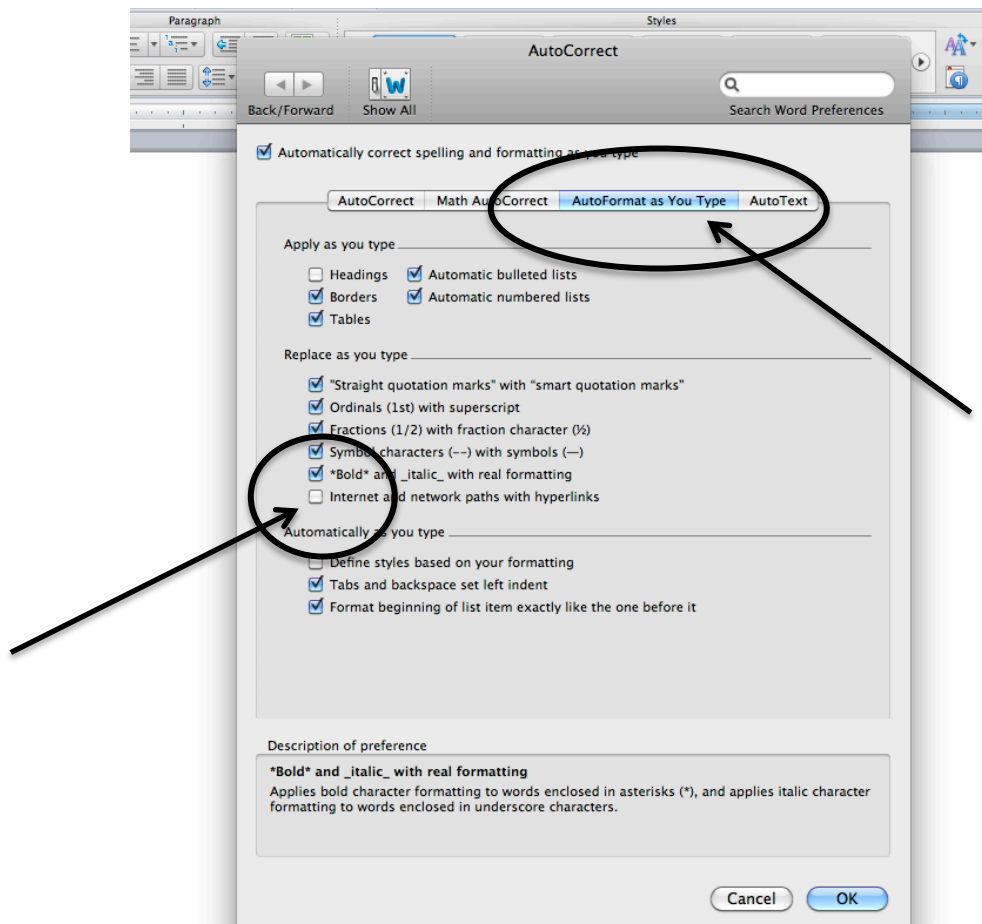 Paragraph
Styles
AutoCorrect
Back/Forward
Show All
Search Word Preferences
Automatically correct spelling and formatting as you type
AutoCorrect
Math AutoCorrect
AutoFormat as You Type
AutoText
Apply as you type
Headings
Automatic bulleted lists
Borders
Automatic numbered lists
Tables
Replace as you type
"Straight quotation marks" with “smart quotation marks”
Ordinals (1st) with superscript
Fractions (1/2) with fraction character (½)
Symbol characters (--) with symbols (—)
*Bold* and _italic_ with real formatting
Internet and network paths with hyperlinks
Automatically as you type
Define styles based on your formatting
Tabs and backspace set left indent
Format beginning of list item exactly like the one before it
Description of preference
*Bold* and _italic_ with real formatting
Applies bold character formatting to words enclosed in asterisks (*), and applies italic character
formatting to words enclosed in underscore characters.
Cancel
OK